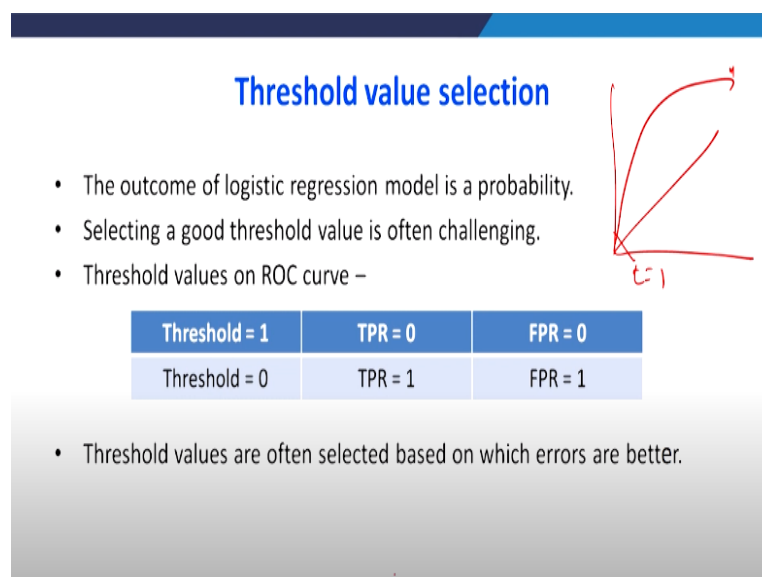 Threshold value selection
• The outcome of logistic regression model is a probability.
• Selecting a good threshold value is often challenging.
• Threshold values on ROC curve –
t=1
Threshold = 1 TPR = 0 FPR = 0
Threshold = 0 TPR = 1 FPR = 1
• Threshold values are often selected based on which errors are better.